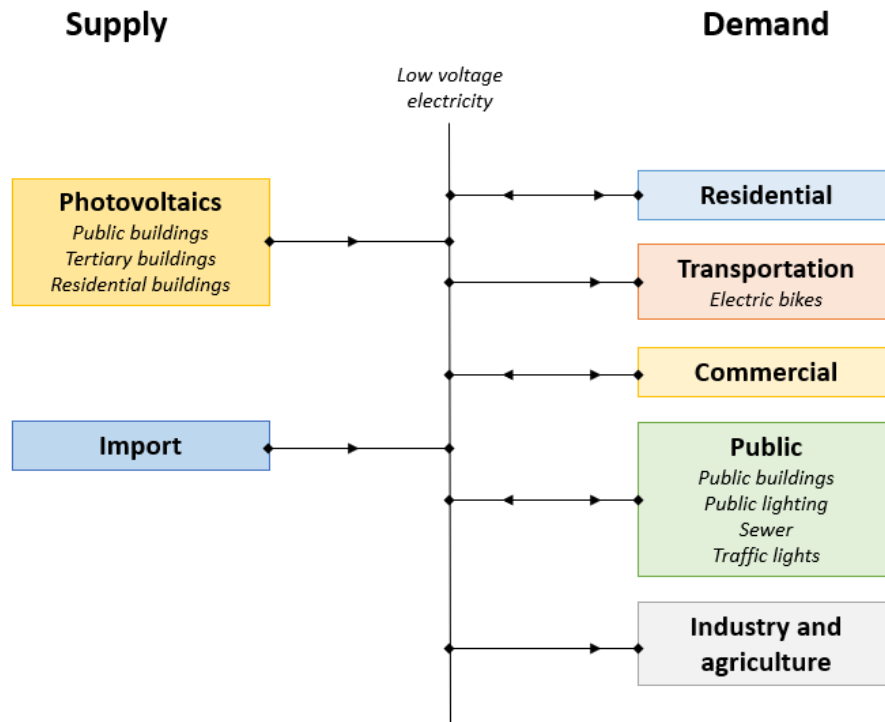 Supply
Demand
Low voltage
electricity
Photovoltaics
Public buildings
Tertiary buildings
Residential buildings
Import
Residential
Transportation
Electric bikes
Commercial
Public
Public buildings
Public lighting
Sewer
Traffic lights
Industry and
agriculture